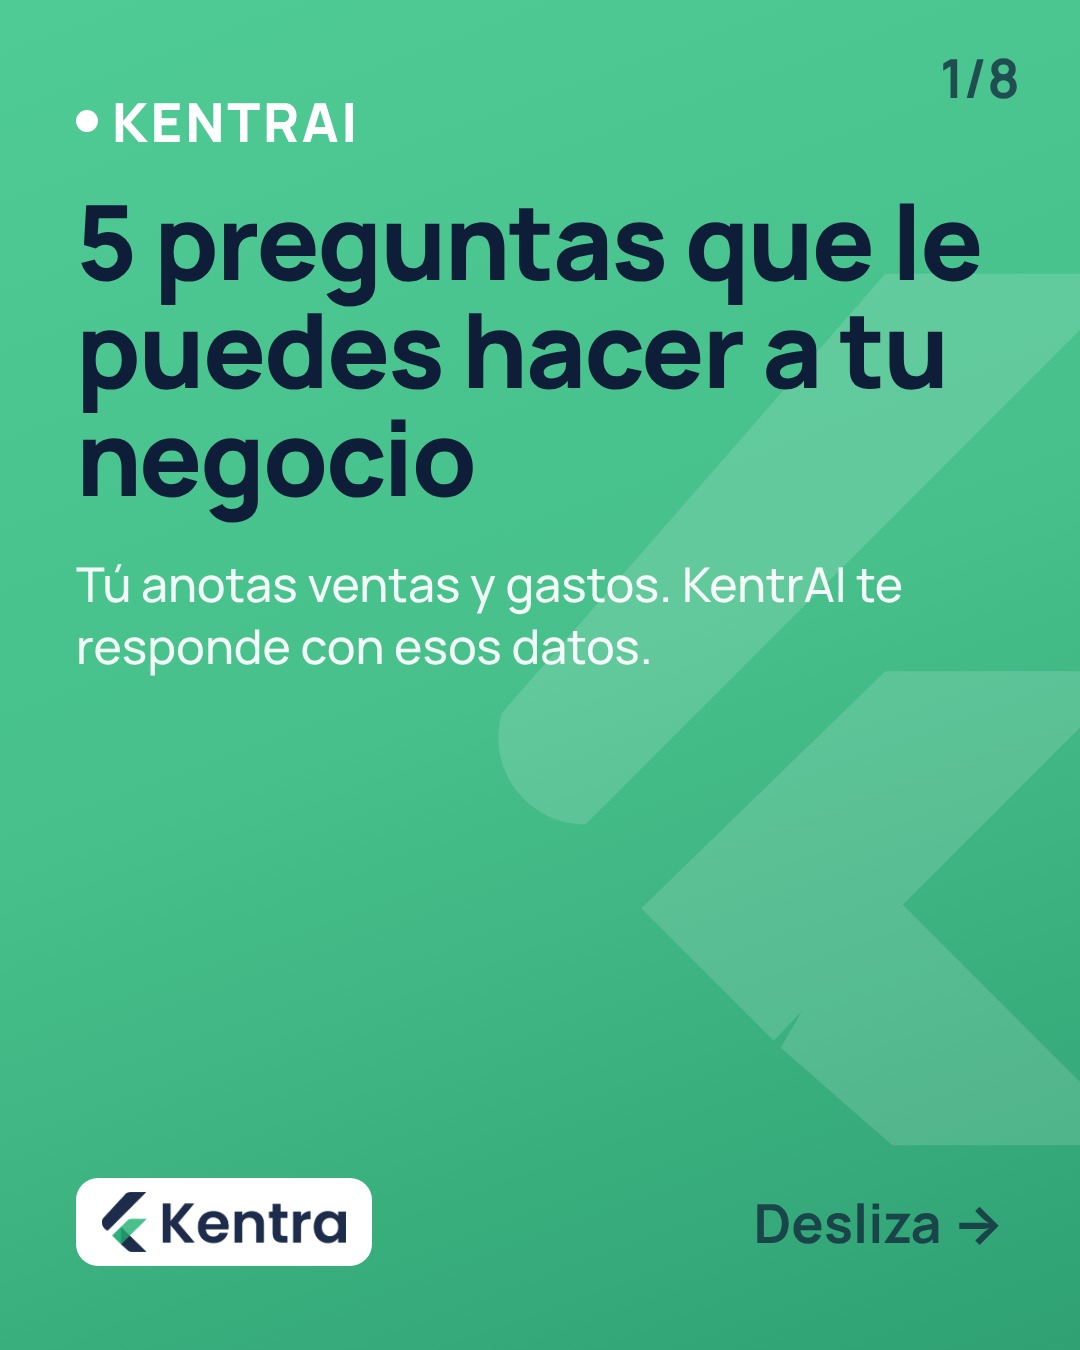 1/8
• KENTRAI
5 preguntas que le
puedes hacer a tu
negocio
Tú anotas ventas y gastos. KentrAI te
responde con esos datos.
Kentra
Desliza →